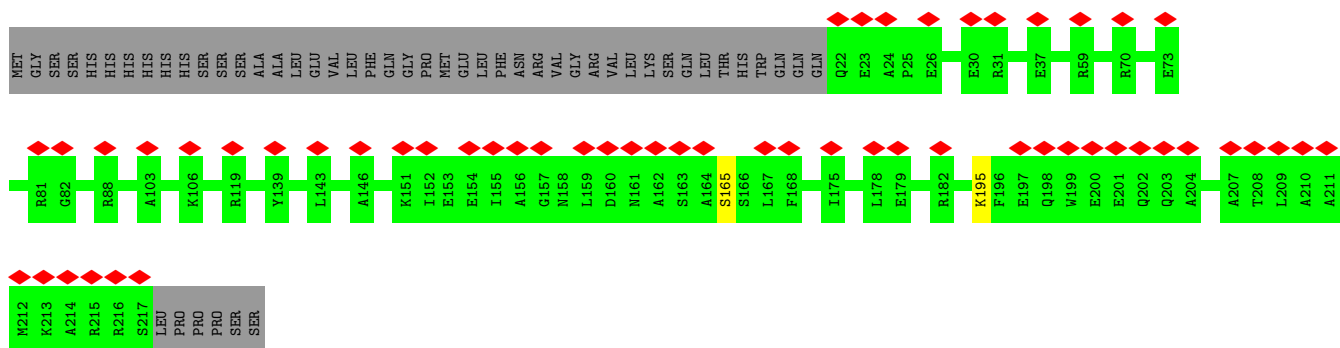 MET GLY SER SER HIS HIS HIS HIS HIS HIS SER SER SER ALA ALA LEU GLU VAL LEU PHE GLN GLY PRO MET GLU LEU PHE ASN ARG VAL GLY ARG VAL LEU LYS SER GLN LEU THR HIS TRP GLN GLN GLN Q22 E23 A24 P25 E26 E30 R31 E37 R59 R70 E73
R81 G82 R88 A103 K106 R119 Y139 L143 A146 K151 I152 E153 E154 I155 A156 G157 N158 L159 D160 N161 A162 S163 A164 S165 S166 L167 F168 I175 L178 E179 R182 K195 F196 E197 Q198 W199 E200 E201 Q202 Q203 A204 A207 T208 L209 A210 A211
M212 K213 A214 R215 R216 S217 LEU PRO PRO PRO SER SER